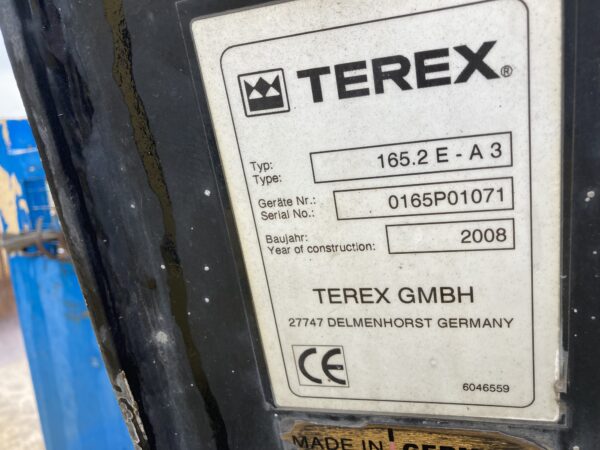 TEREX®
Typ: 165.2 E - A 3
Type:
Geräte Nr.: 0165P01071
Serial No.:
Baujahr: 2008
Year of construction:
TEREX GMBH
27747 DELMENHORST GERMANY
CE
6046559
MADE IN